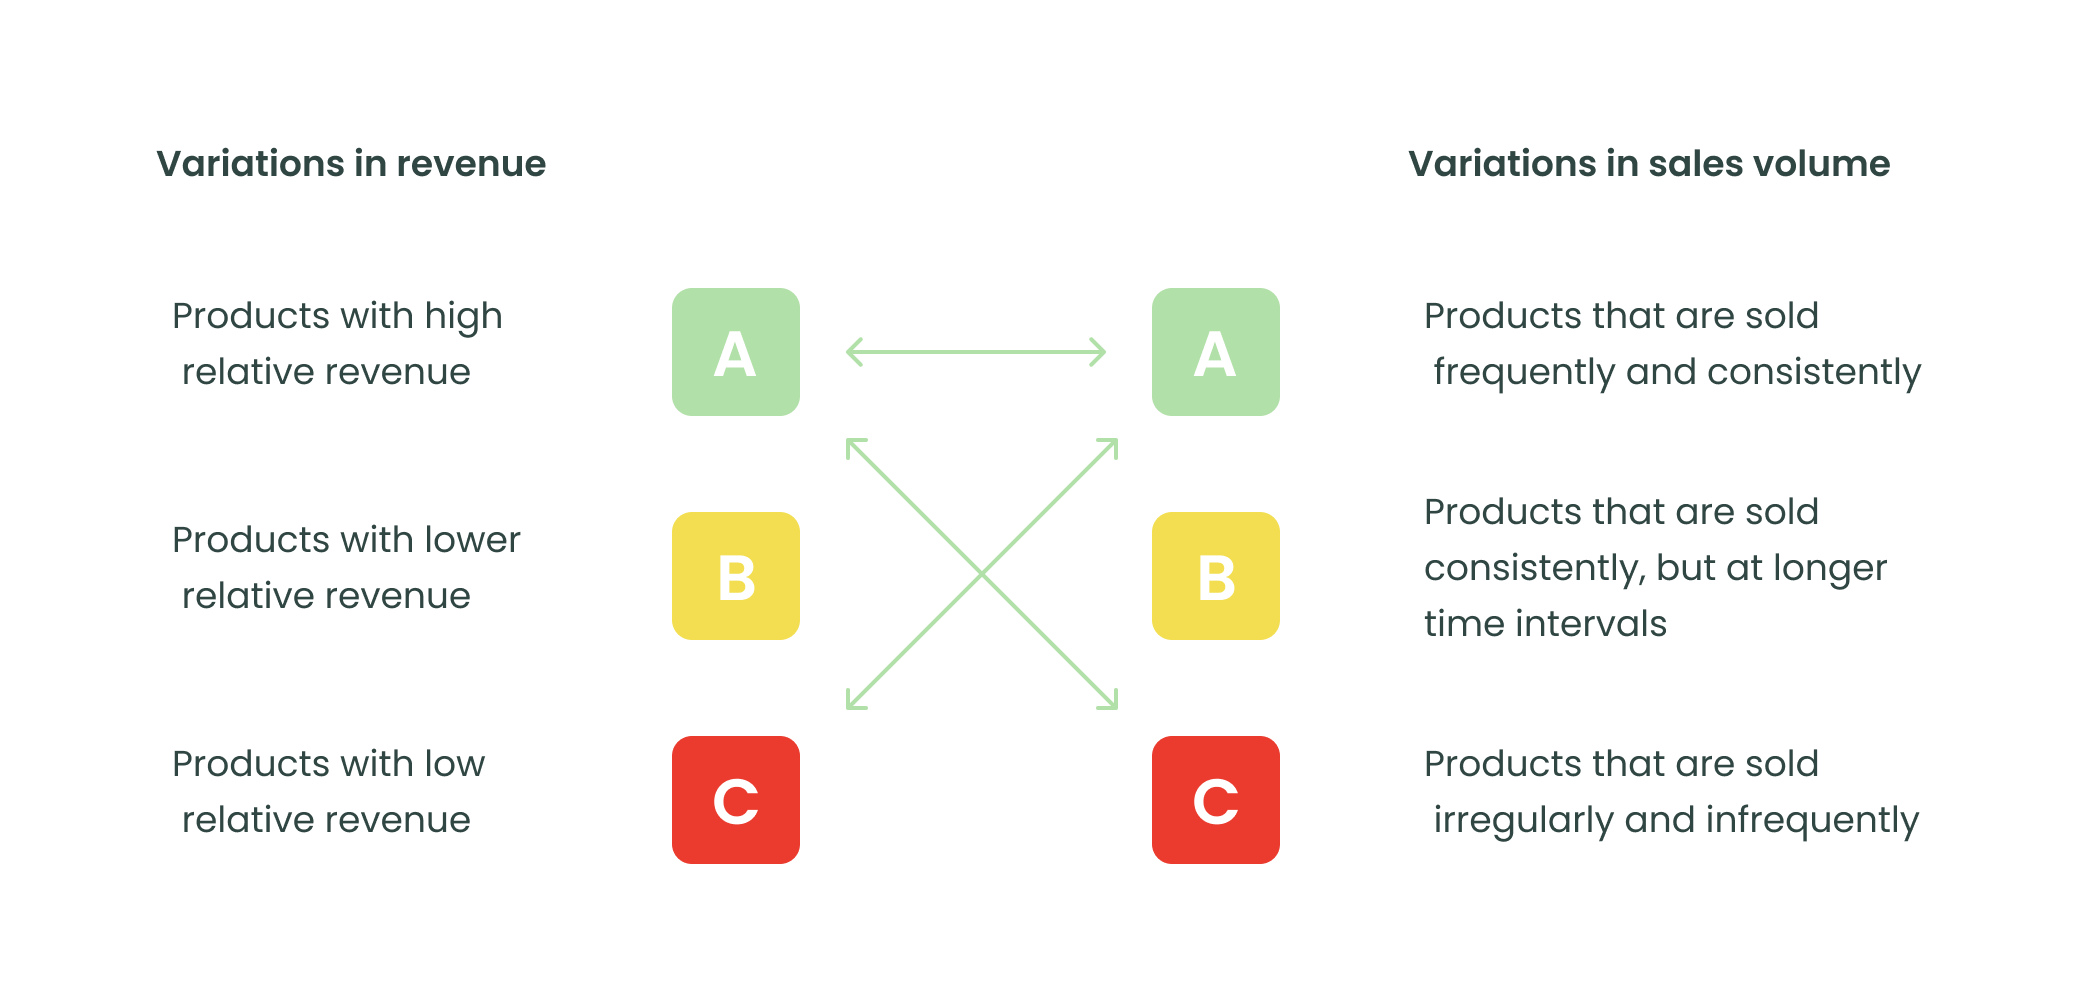 Variations in revenue
Variations in sales volume
Products with high
relative revenue
A
A
Products that are sold
frequently and consistently
Products with lower
relative revenue
B
B
Products that are sold
consistently, but at longer
time intervals
Products with low
relative revenue
C
C
Products that are sold
irregularly and infrequently